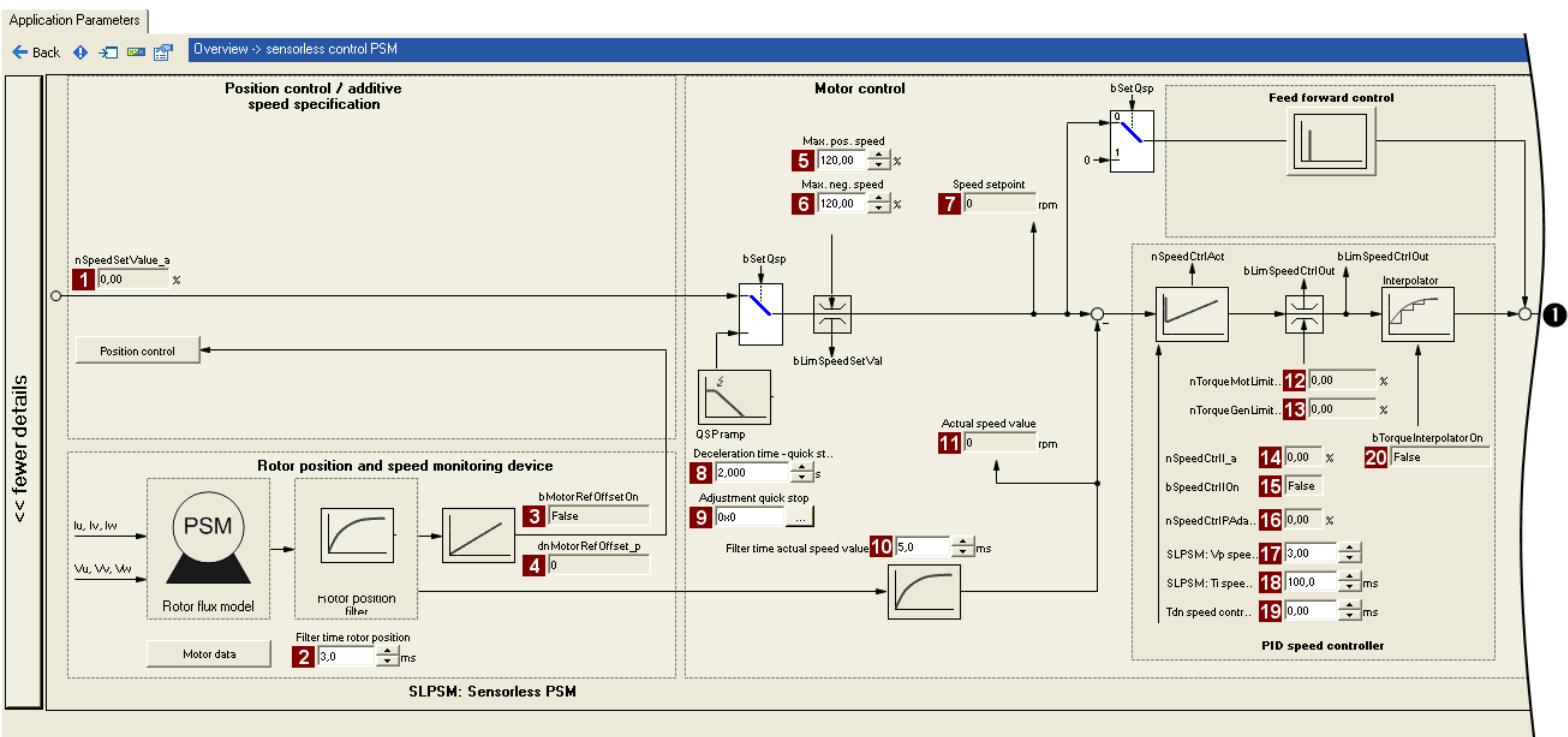 Application Parameters
Back
Overview -> sensorless control PSM
<< fewer details
Position control / additive
speed specification
nSpeedSetValue_a
1 0,00 %
Position control
Rotor position and speed monitoring device
Iu, Iv, Iw
Vu, Vv, Vw
PSM
Rotor flux model
Rotor position
filter
bMotorRefOffsetOn
3 False
dnMotorRefOffset_p
4 0
Motor data
Filter time rotor position
2 3,0 ms
SLPSM: Sensorless PSM
Motor control
Max. pos. speed
5 120,00 %
Max. neg. speed
6 120,00 %
Speed setpoint
7 0 rpm
bSetQsp
bLimSpeedSetVal
QSP ramp
Deceleration time - quick st..
8 2,000 s
Adjustment quick stop
9 0x0 ...
Filter time actual speed value 10 5,0 ms
Actual speed value
11 0 rpm
bSetQsp
0
1
0
Feed forward control
nSpeedCtrlAct
bLimSpeedCtrlOut
bLimSpeedCtrlOut
Interpolator
nTorqueMotLimit.. 12 0,00 %
nTorqueGenLimit.. 13 0,00 %
bTorqueInterpolatorOn
20 False
nSpeedCtrlI_a 14 0,00 %
bSpeedCtrlIOn 15 False
nSpeedCtrlPAda.. 16 0,00 %
SLPSM: Vp spee.. 17 3,00
SLPSM: Ti spee.. 18 100,0 ms
Tdn speed contr.. 19 0,00 ms
PID speed controller
-
❶